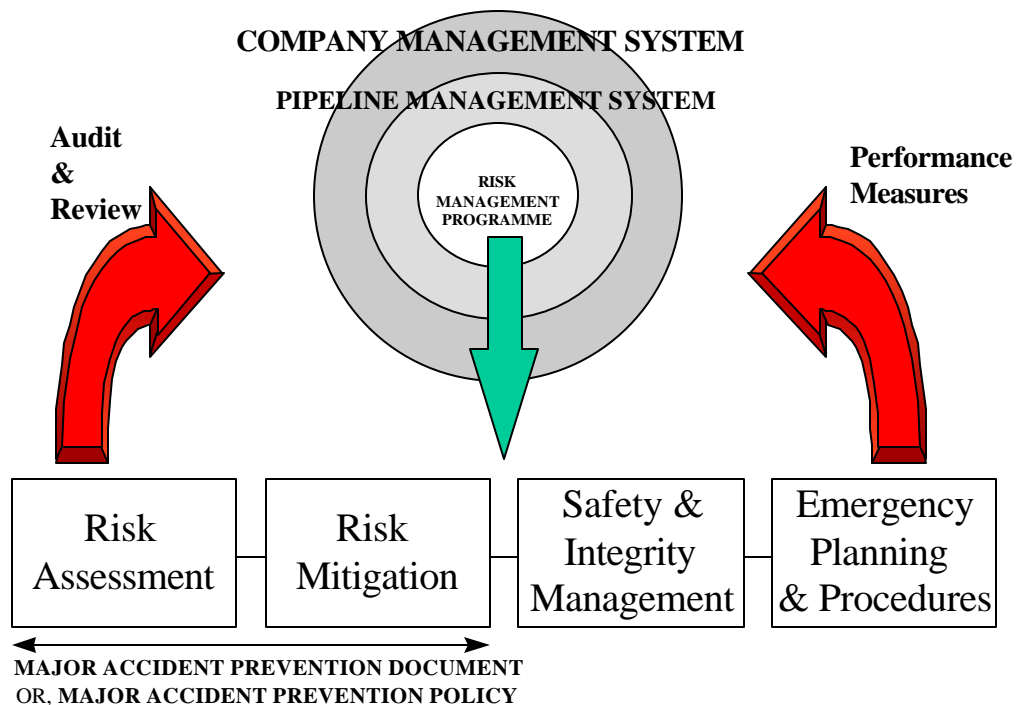 COMPANY MANAGEMENT SYSTEM
PIPELINE MANAGEMENT SYSTEM
Audit
&
Review
Performance
Measures
RISK
MANAGEMENT
PROGRAMME
Risk
Assessment
Risk
Mitigation
Safety &
Integrity
Management
Emergency
Planning
& Procedures
MAJOR ACCIDENT PREVENTION DOCUMENT
OR, MAJOR ACCIDENT PREVENTION POLICY